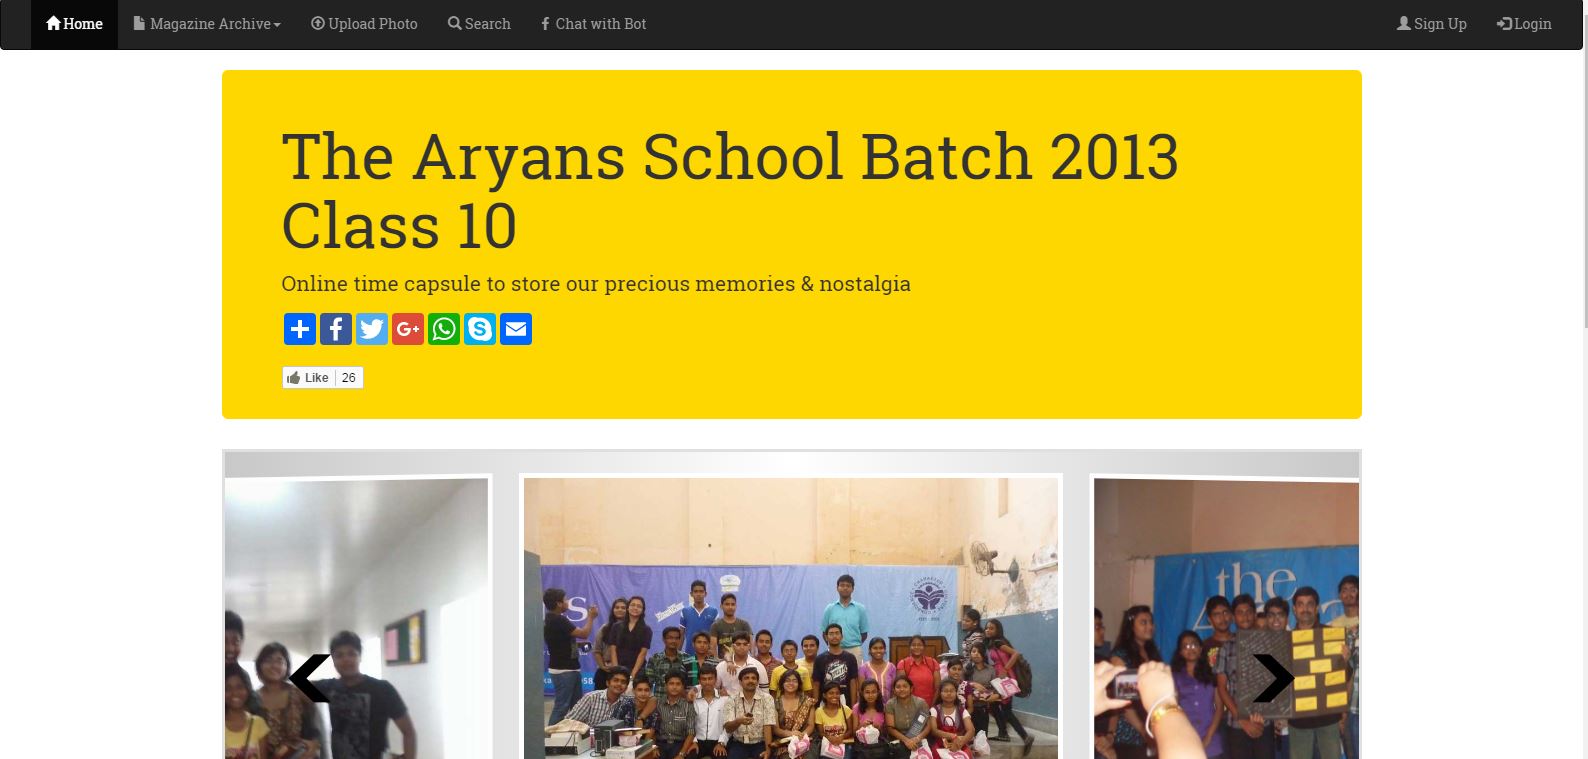 Home Magazine Archive Upload Photo Search Chat with Bot Sign Up Login
The Aryans School Batch 2013
Class 10
Online time capsule to store our precious memories & nostalgia
Like 26
the